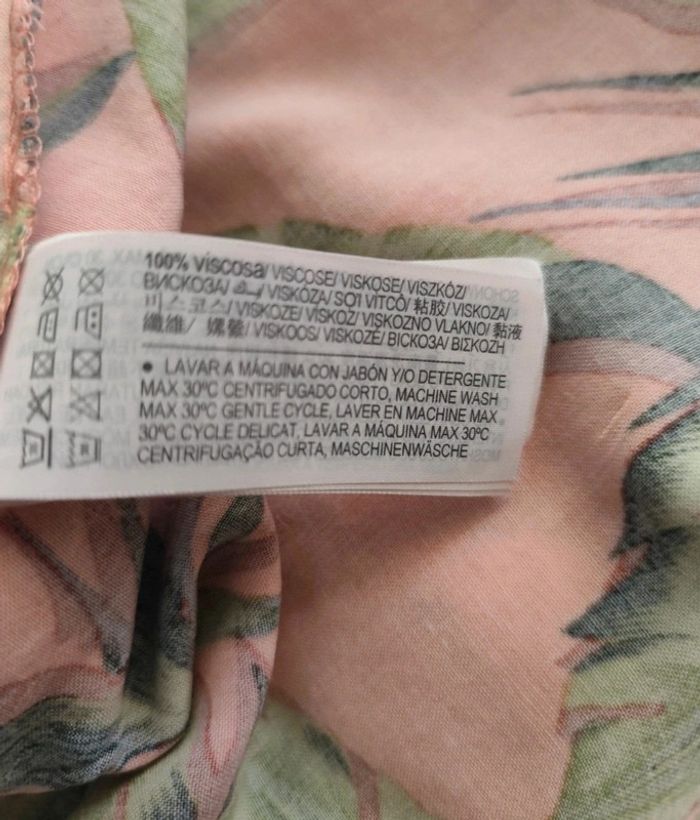 100% viscosa/ VISCOSE/ VISKOSE/ VISZKÓZ/
ВИСКОЗА/ VISKÓZA/ SOỈ VITCÔ/ 粘胶/ VISKOZA/
비스코스/ VISKOZE/ VISKOZ/ VISKOZNO VLAKNO/ 黏液
纖維/ 嫘縈/ VISKOOS/ VISKOZĖ/ ВІСКОЗА/ ΒΙΣΚΟΖΗ
● LAVAR A MÁQUINA CON JABÓN Y/O DETERGENTE
MAX 30ºC CENTRIFUGADO CORTO, MACHINE WASH
MAX 30ºC GENTLE CYCLE, LAVER EN MACHINE MAX
30ºC CYCLE DELICAT, LAVAR A MÁQUINA MAX 30ºC
CENTRIFUGAÇÃO CURTA, MASCHINENWÄSCHE